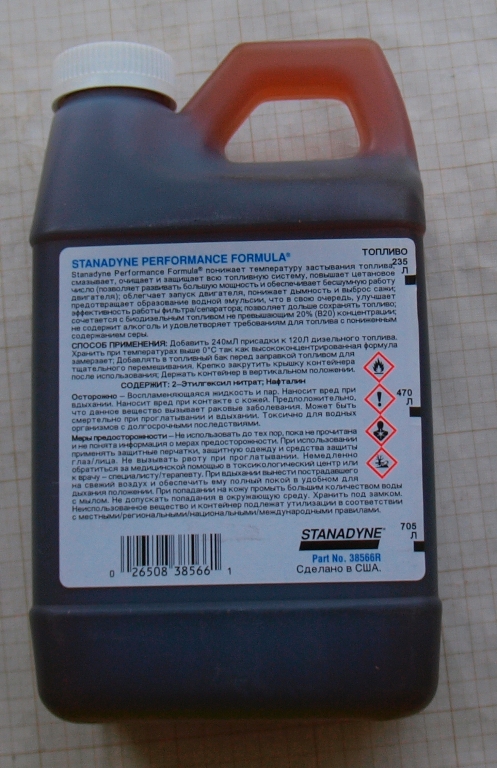 STANADYNE PERFORMANCE FORMULA®
ТОПЛИВО
235
Л
Stanadyne Performance Formula® понижает температуру застывания топлива,
смазывает, очищает и защищает всю топливную систему, повышает цетановое
число (позволяет развивать большую мощность и обеспечивает бесшумную работу
двигателя); облегчает запуск двигателя, понижает дымность и выброс сажи;
предотвращает образование водной эмульсии, что в свою очередь, улучшает
эффективность работы фильтра/сепаратора; позволяет дольше сохранять топливо;
сочетается с биодизельным топливом не превышающим 20% (B20) концентрации;
не содержит алкоголь и удовлетворяет требованиям для топлива с пониженным
содержанием серы.
СПОСОБ ПРИМЕНЕНИЯ: Добавить 240мЛ присадки к 120Л дизельного топлива.
Хранить при температурах выше 0°C так как высококонцентрированная формула
замерзает; Добавлять в топливный бак перед заправкой топливом для
тщательного перемешивания. Крепко закрутить крышку контейнера
после использования; Держать контейнер в вертикальном положении.
СОДЕРЖИТ: 2–Этилгексил нитрат; Нафталин
470
Л
Осторожно – Воспламеняющаяся жидкость и пар. Наносит вред при
вдыхании. Наносит вред при контакте с кожей. Предположительно,
что данное вещество вызывает раковые заболевания. Может быть
смертельно при проглатывании и вдыхании. Токсично для водных
организмов с долгосрочными последствиями.
Меры предосторожности – Не использовать до тех пор, пока не прочитана
и не понята информация о мерах предосторожности. При использовании
применять защитные перчатки, защитную одежду и средства защиты
глаз/лица. Не вызывать рвоту при проглатывании. Немедленно
обратиться за медицинской помощью в токсикологический центр или
к врачу – специалисту/терапевту. При вдыхании вынести пострадавшего
на свежий воздух и обеспечить ему полный покой в удобном для
дыхания положении. При попадании на кожу промыть большим количеством воды
с мылом. Не допускать попадания в окружающую среду. Хранить под замком.
Неиспользованное вещество и контейнер подлежат утилизации в соответствии
с местными/региональными/национальными/международными правилами.
705
Л
STANADYNE®
Part No. 38566R
Сделано в США.
0 26508 38566 1